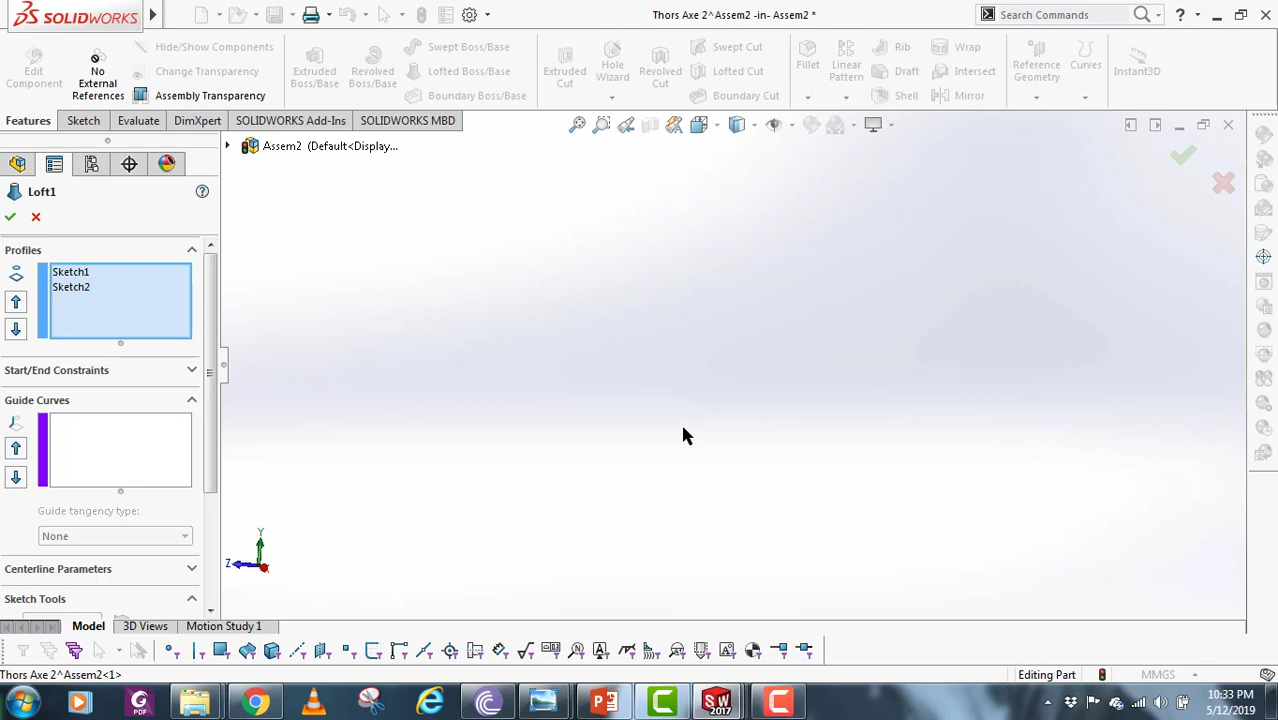 SOLIDWORKS
Thors Axe 2^Assem2 -in- Assem2 *
Search Commands
Edit Component
No External References
Hide/Show Components
Change Transparency
Assembly Transparency
Extruded Boss/Base
Revolved Boss/Base
Swept Boss/Base
Lofted Boss/Base
Boundary Boss/Base
Extruded Cut
Hole Wizard
Revolved Cut
Swept Cut
Lofted Cut
Boundary Cut
Fillet
Linear Pattern
Rib
Draft
Shell
Wrap
Intersect
Mirror
Reference Geometry
Curves
Instant3D
Features
Sketch
Evaluate
DimXpert
SOLIDWORKS Add-Ins
SOLIDWORKS MBD
Assem2 (Default<Display...
Loft1
Profiles
Sketch1
Sketch2
Start/End Constraints
Guide Curves
Guide tangency type:
None
Centerline Parameters
Sketch Tools
Y
Z
Model
3D Views
Motion Study 1
Thors Axe 2^Assem2<1>
Editing Part
MMGS
PDF
SW
2017
10:33 PM
5/12/2019